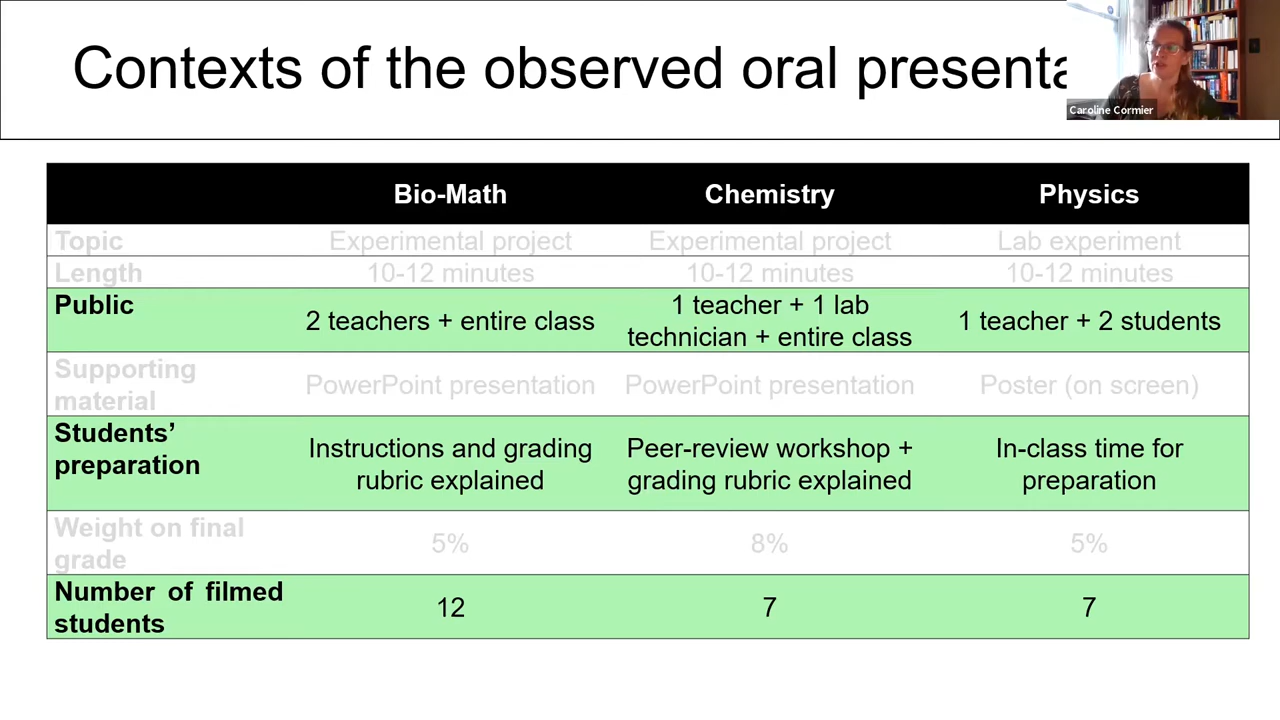 Contexts of the observed oral
Caroline Cormier
Bio-Math Chemistry Physics
Topic Experimental project Experimental project Lab experiment
Length 10-12 minutes 10-12 minutes 10-12 minutes
Public 2 teachers + entire class 1 teacher + 1 lab technician + entire class 1 teacher + 2 students
Supporting material PowerPoint presentation PowerPoint presentation Poster (on screen)
Students’ preparation Instructions and grading rubric explained Peer-review workshop + grading rubric explained In-class time for preparation
Weight on final grade 5% 8% 5%
Number of filmed students 12 7 7